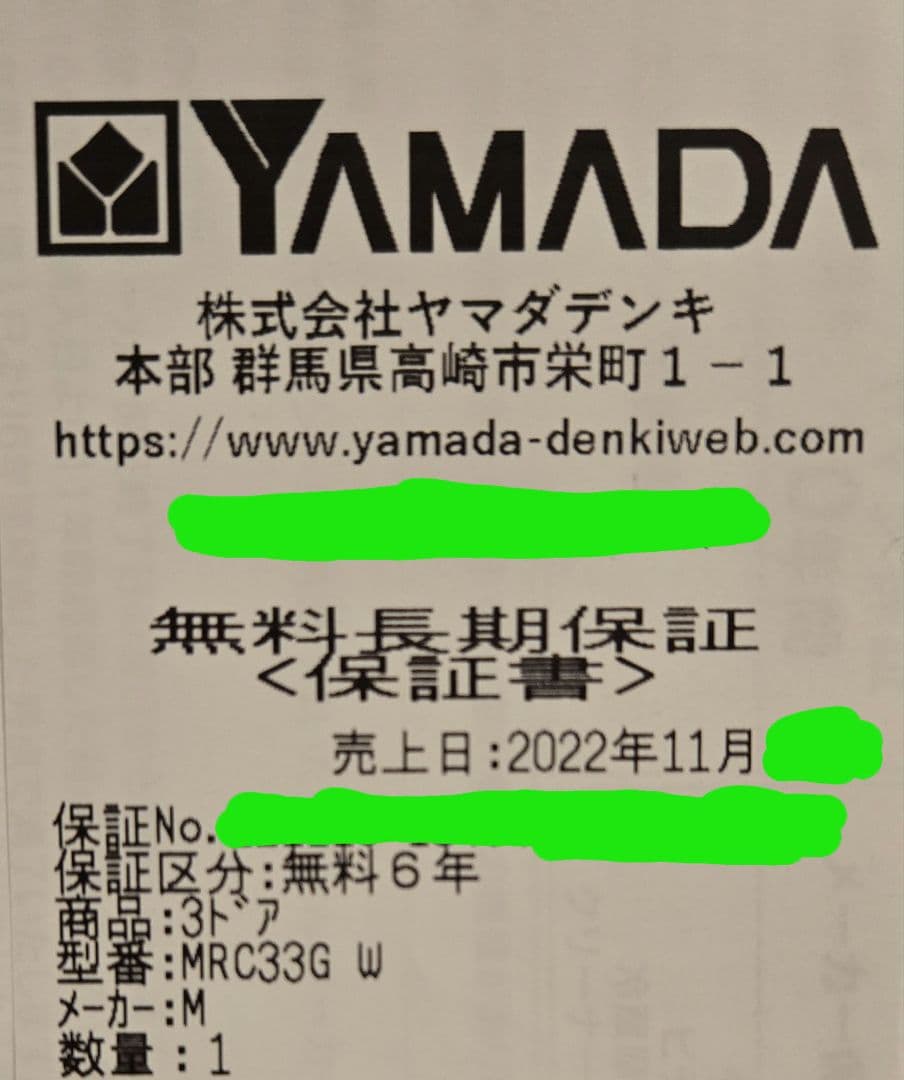 YAMADA
株式会社ヤマダデンキ
本部 群馬県高崎市栄町1－1
https://www.yamada-denkiweb.com
無料長期保証
<保証書>
売上日:2022年11月
保証No.
保証区分:無料6年
商品:3ﾄﾞｱ
型番:MRC33G W
ﾒｰｶｰ:M
数量:1